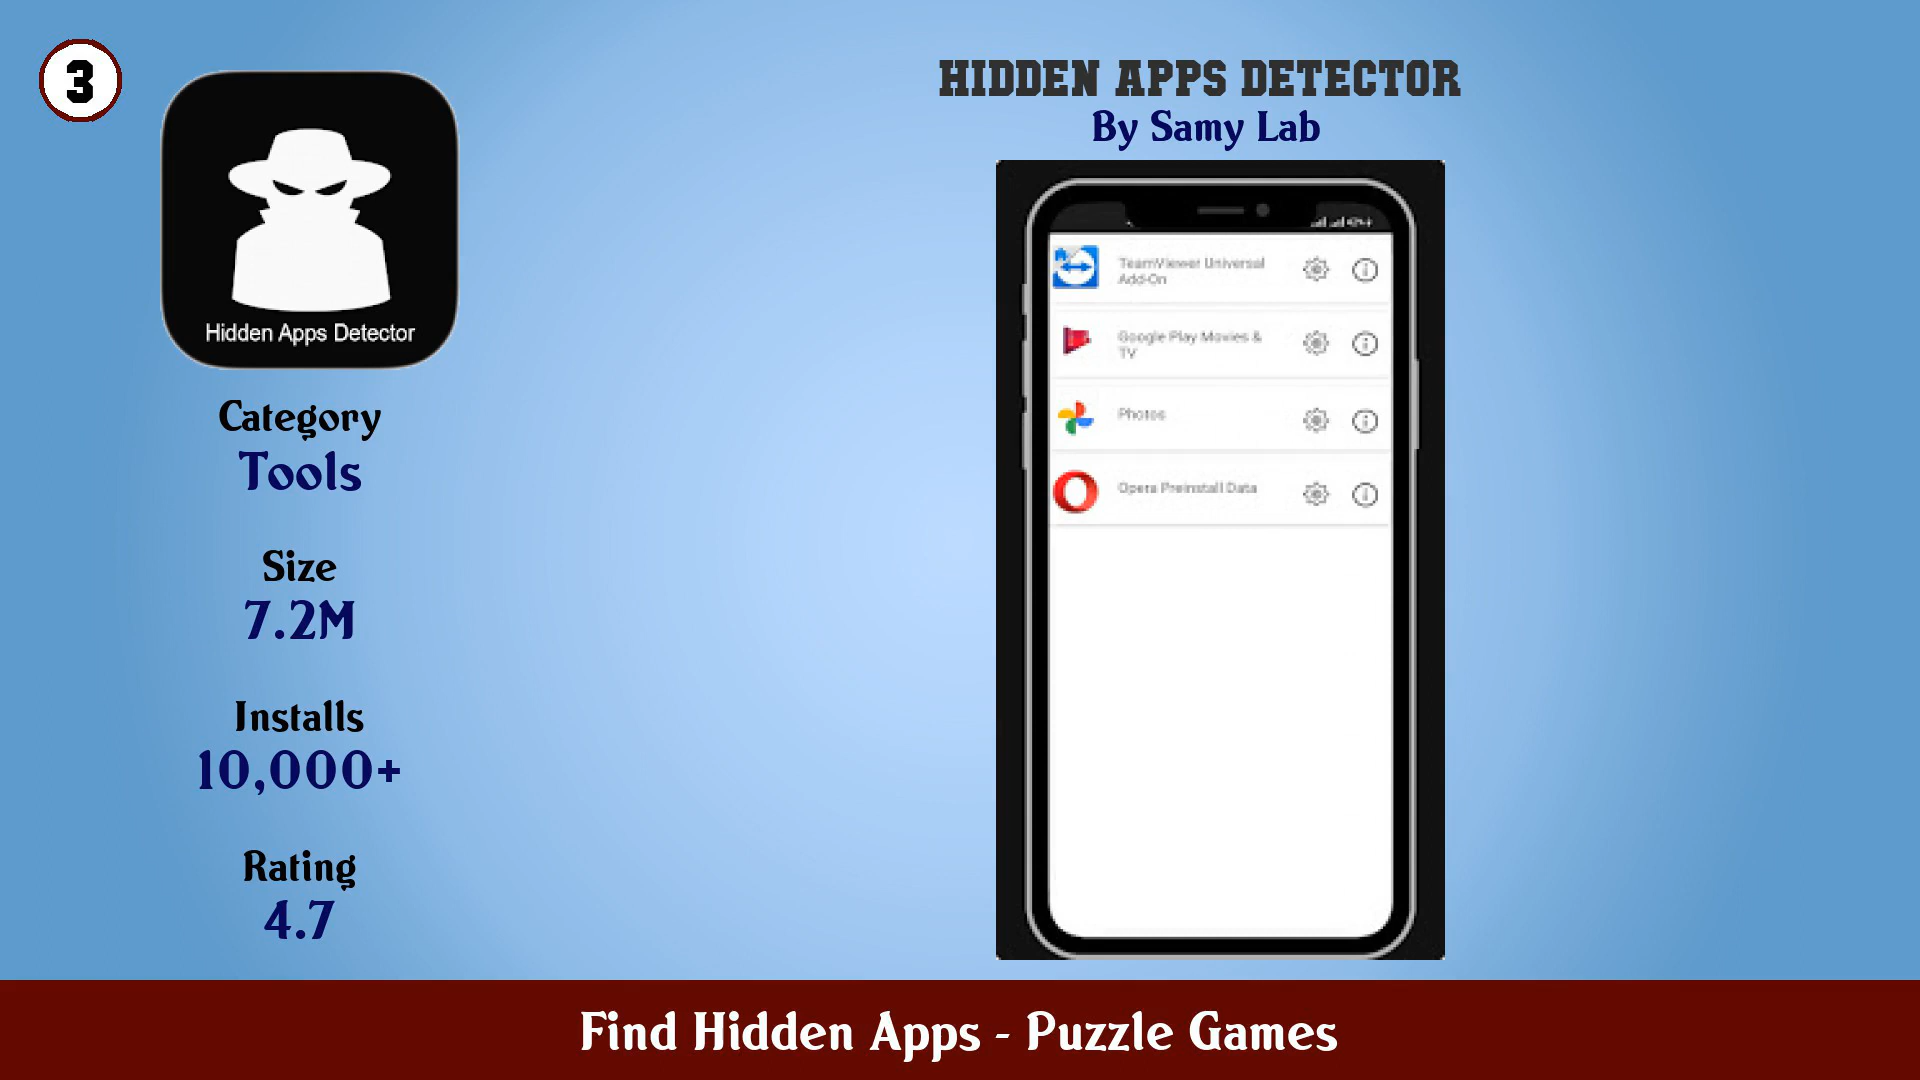 3
HIDDEN APPS DETECTOR
By Samy Lab
Hidden Apps Detector
Category
Tools
Size
7.2M
Installs
10,000+
Rating
4.7
TeamViewer Universal
Add-On
Google Play Movies &
TV
Photos
Opera Preinstall Data
Find Hidden Apps - Puzzle Games